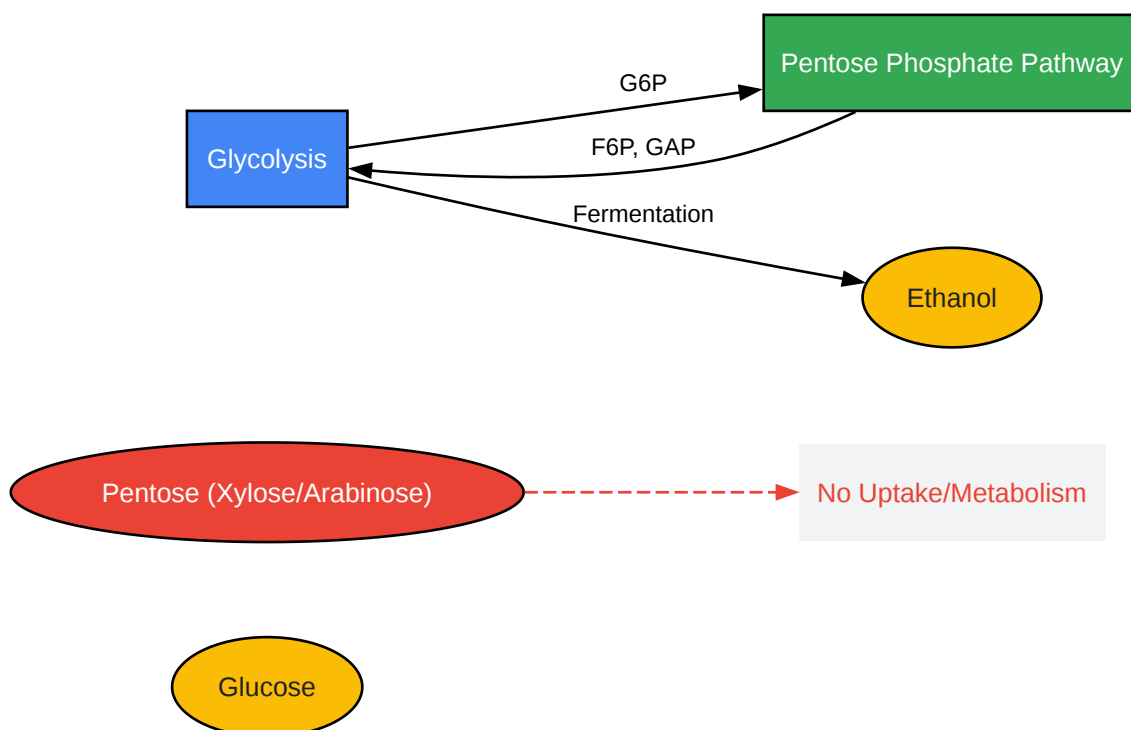 Pentose Phosphate Pathway
G6P
Glycolysis
F6P, GAP
Fermentation
Ethanol
Pentose (Xylose/Arabinose)
No Uptake/Metabolism
Glucose